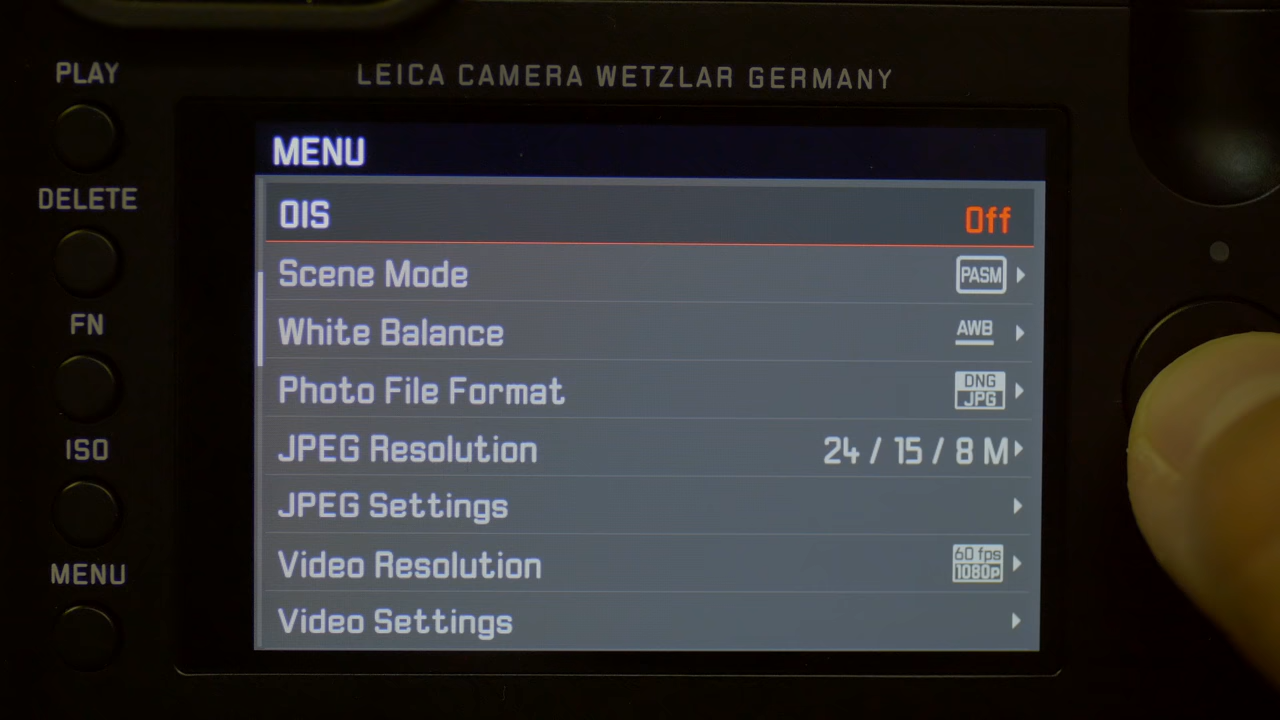 PLAY
LEICA CAMERA WETZLAR GERMANY
MENU
DELETE
OIS Off
Scene Mode PASM
FN
White Balance AWB
Photo File Format DNG JPG
ISO
JPEG Resolution 24 / 15 / 8 M
JPEG Settings
Video Resolution 60 fps 1080p
MENU
Video Settings